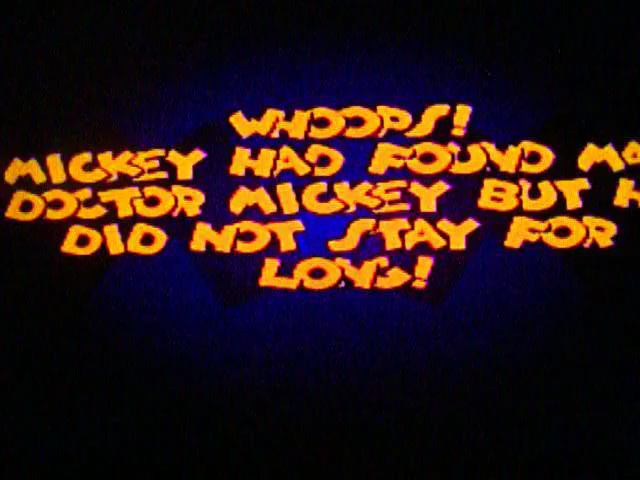 WHOOPS!
MICKEY HAD FOUND
DOCTOR MICKEY BUT
DID NOT STAY FOR
LONG!